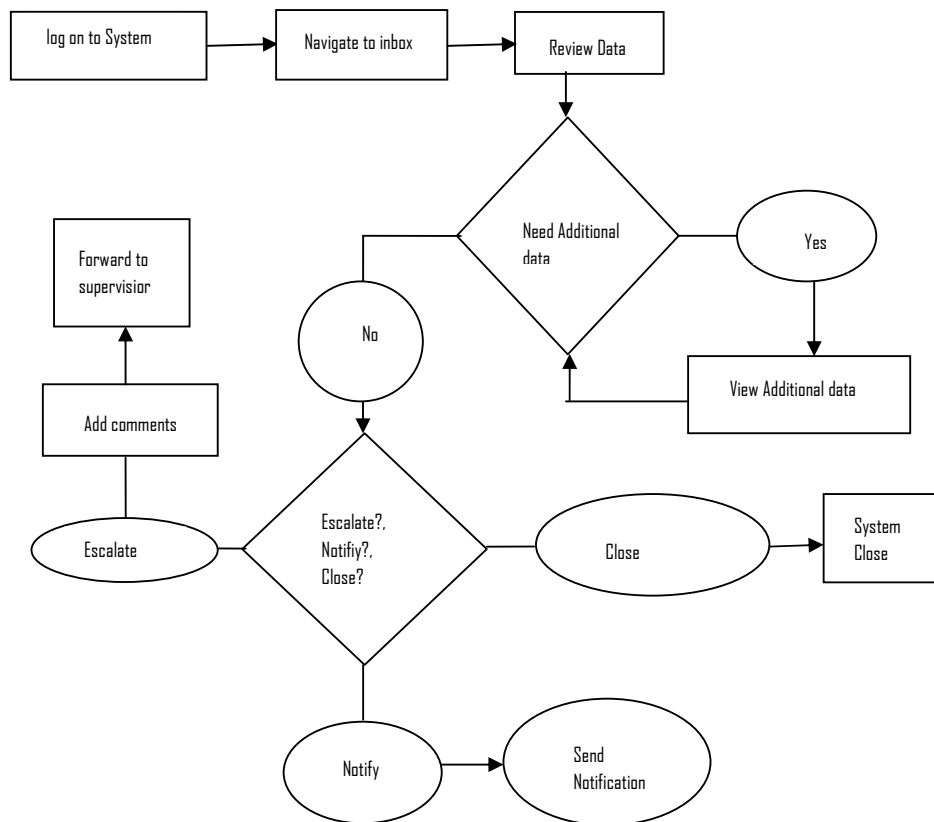 log on to System
Navigate to inbox
Review Data
Need Additional
data
Yes
Forward to
supervisior
No
View Additional data
Add comments
Escalate?,
Notifiy?,
Close?
Escalate
Close
System
Close
Notify
Send
Notification